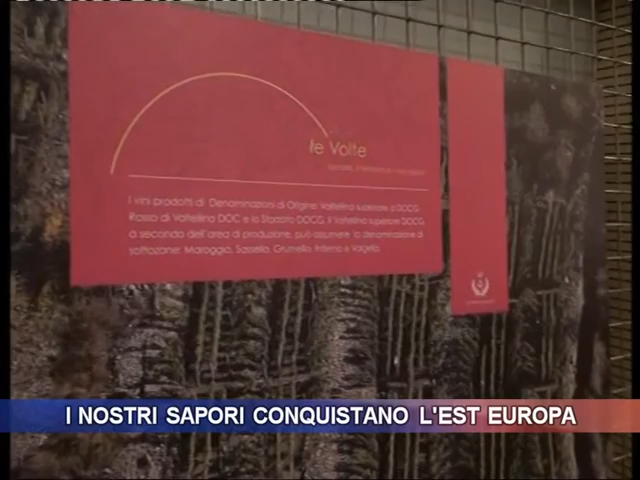 le Volte
I vini prodotti di Denominazioni di Origine: Valtellina superiore a DOCG,
Rosso di Valtellina DOC e lo Sfursat DOCG. Il Valtellina superiore DOCG,
a seconda dell'area di produzione, può assumere la denominazione di
sottozone: Maroggia, Sassella, Grumello, Inferno e Valgella.
I NOSTRI SAPORI CONQUISTANO L'EST EUROPA